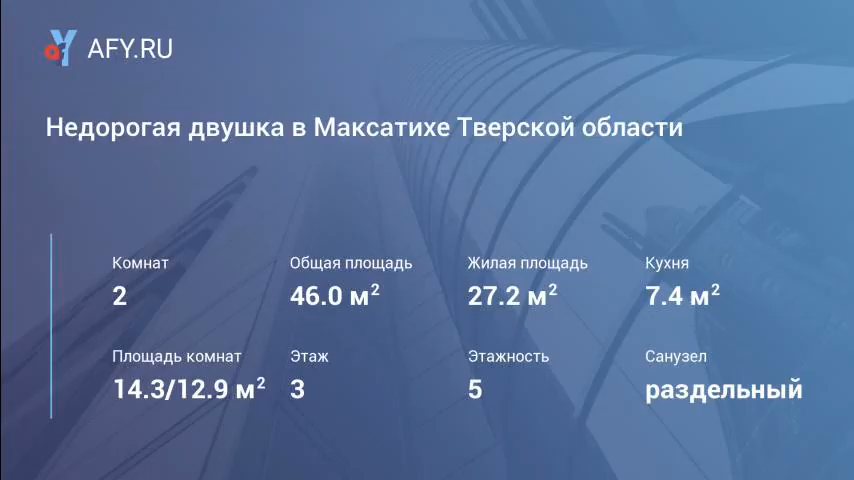 AFY.RU
Недорогая двушка в Максатихе Тверской области
Комнат Общая площадь Жилая площадь Кухня
2 46.0 м² 27.2 м² 7.4 м²
Площадь комнат Этаж Этажность Санузел
14.3/12.9 м² 3 5 раздельный